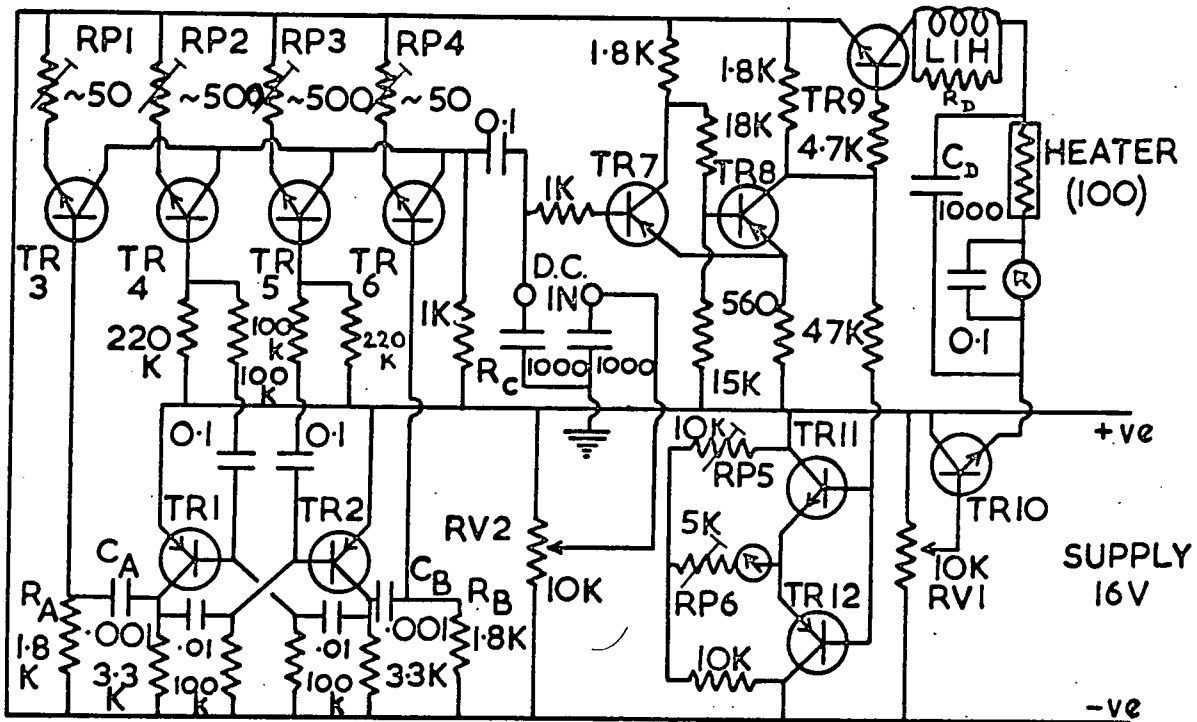 RP1
~50
RP2
~500
RP3
~500
RP4
~50
0.1
1.8K
1.8K
TR9
L1H
R_D
18K
4.7K
C_D
1000
HEATER
(100)
TR7
TR8
1K
TR
3
TR
4
TR
5
TR
6
D.C.
IN
220
K
100
K
100
K
220
K
1K
R_C
1000
1000
560
47K
15K
0.1
R
0.1
0.1
10K
RP5
TR11
+ve
TR1
TR2
RV2
10K
5K
RP6
TR12
TR10
10K
RV1
SUPPLY
16V
C_A
.001
R_A
1.8
K
3.3
K
.01
100
K
.01
100
K
C_B
.001
3.3K
R_B
1.8K
10K
-ve